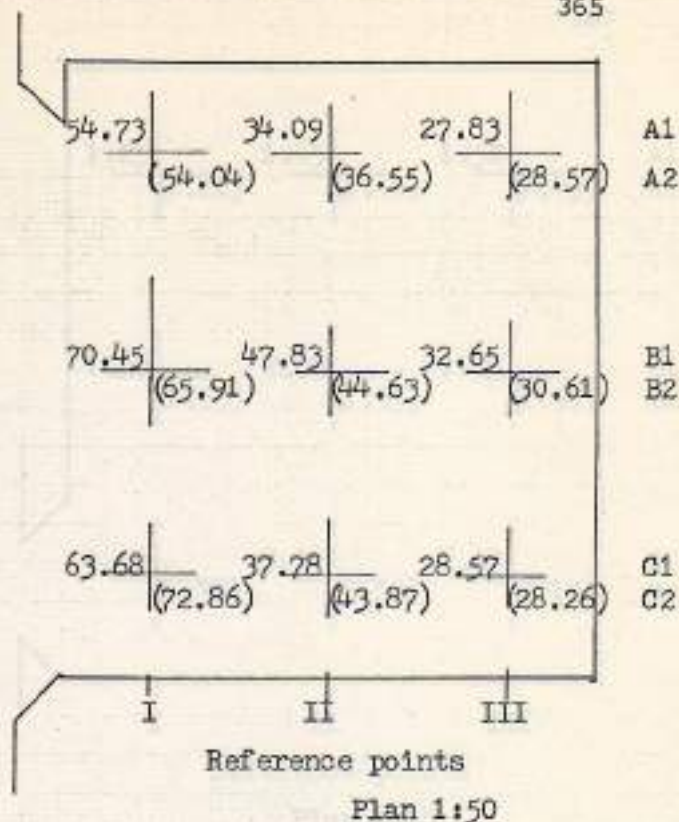 365
54.73 34.09 27.83 A1
(54.04) (36.55) (28.57) A2
70.45 47.83 32.65 B1
(65.91) (44.63) (30.61) B2
63.68 37.78 28.57 C1
(72.86) (43.87) (28.26) C2
I II III
Reference points
Plan 1:50